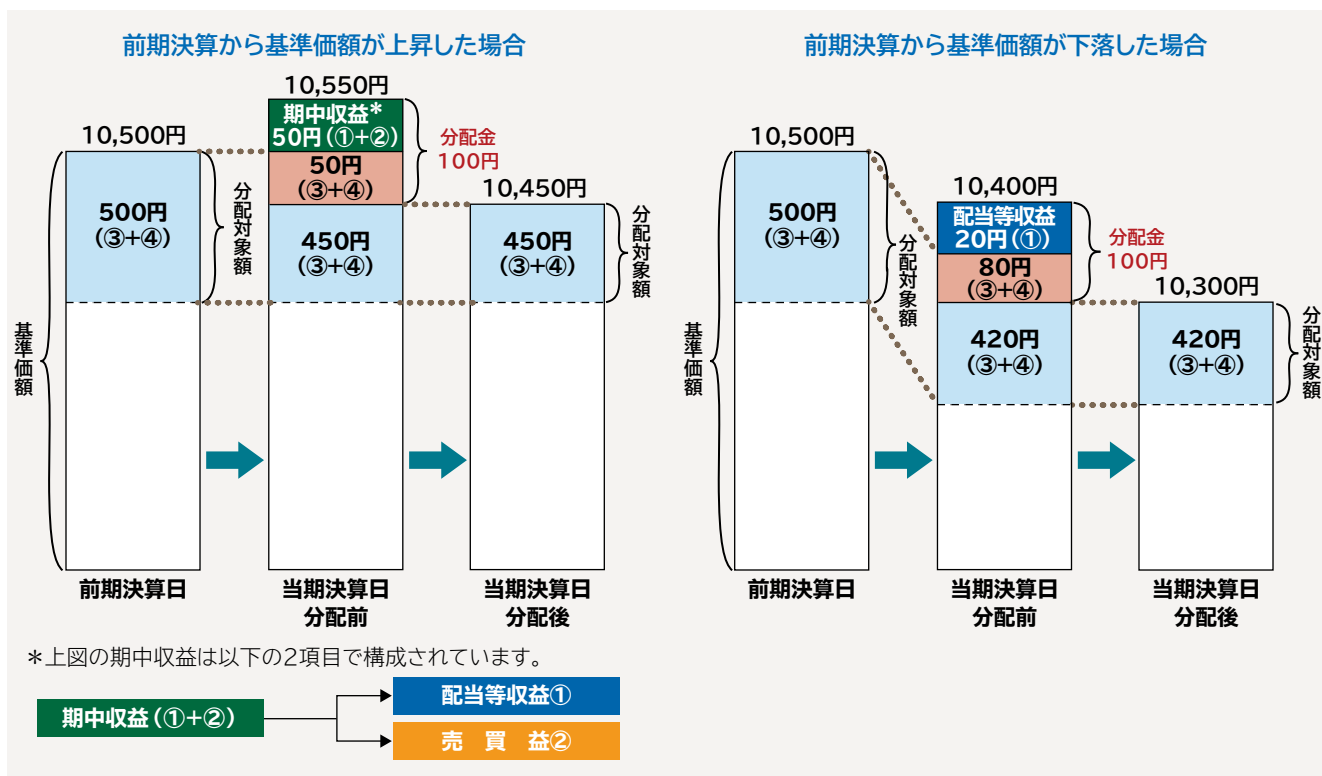 前期決算から基準価額が上昇した場合
10,500円
500円
(③+④)
分配対象額
基準価額
前期決算日
10,550円
期中収益*
50円(①+②)
50円
(③+④)
450円
(③+④)
分配金
100円
当期決算日
分配前
10,450円
450円
(③+④)
分配対象額
当期決算日
分配後
前期決算から基準価額が下落した場合
10,500円
500円
(③+④)
分配対象額
基準価額
前期決算日
10,400円
配当等収益
20円(①)
80円
(③+④)
420円
(③+④)
分配金
100円
当期決算日
分配前
10,300円
420円
(③+④)
分配対象額
当期決算日
分配後
*上図の期中収益は以下の2項目で構成されています。
期中収益(①+②)
配当等収益①
売 買 益②